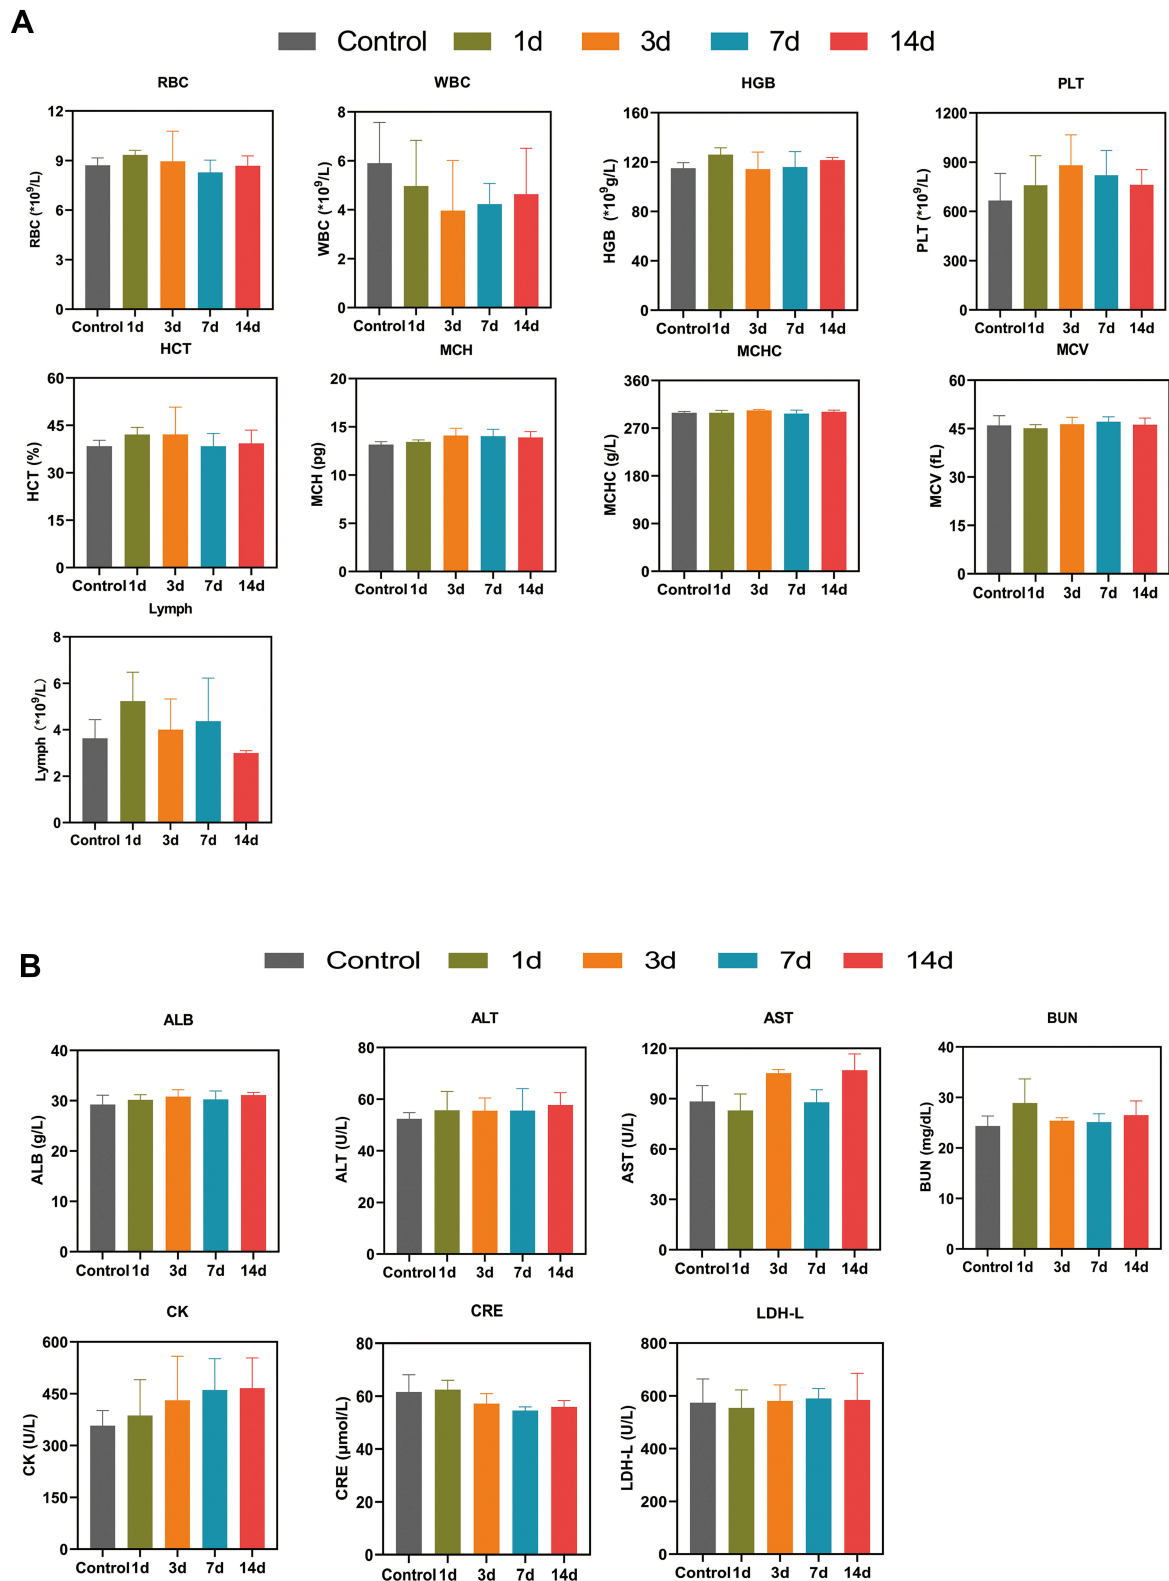 A
Control 1d 3d 7d 14d
RBC WBC HGB PLT
RBC (*10⁹/L)
12
9
6
3
0
Control 1d 3d 7d 14d
WBC (*10⁹/L)
8
6
4
2
0
Control 1d 3d 7d 14d
HGB (*10⁹g/L)
160
120
80
40
0
Control 1d 3d 7d 14d
PLT (*10⁹/L)
1200
900
600
300
0
Control 1d 3d 7d 14d
HCT MCH MCHC MCV
HCT (%)
60
45
30
15
0
Control 1d 3d 7d 14d
MCH (pg)
20
15
10
5
0
Control 1d 3d 7d 14d
MCHC (g/L)
360
270
180
90
0
Control 1d 3d 7d 14d
MCV (fL)
60
45
30
15
0
Control 1d 3d 7d 14d
Lymph
Lymph (*10⁹/L)
8
6
4
2
0
Control 1d 3d 7d 14d
B
Control 1d 3d 7d 14d
ALB ALT AST BUN
ALB (g/L)
40
30
20
10
0
Control 1d 3d 7d 14d
ALT (U/L)
80
60
40
20
0
Control 1d 3d 7d 14d
AST (U/L)
120
90
60
30
0
Control 1d 3d 7d 14d
BUN (mg/dL)
40
30
20
10
0
Control 1d 3d 7d 14d
CK CRE LDH-L
CK (U/L)
600
450
300
150
0
Control 1d 3d 7d 14d
CRE (μmol/L)
80
60
40
20
0
Control 1d 3d 7d 14d
LDH-L (U/L)
800
600
400
200
0
Control 1d 3d 7d 14d